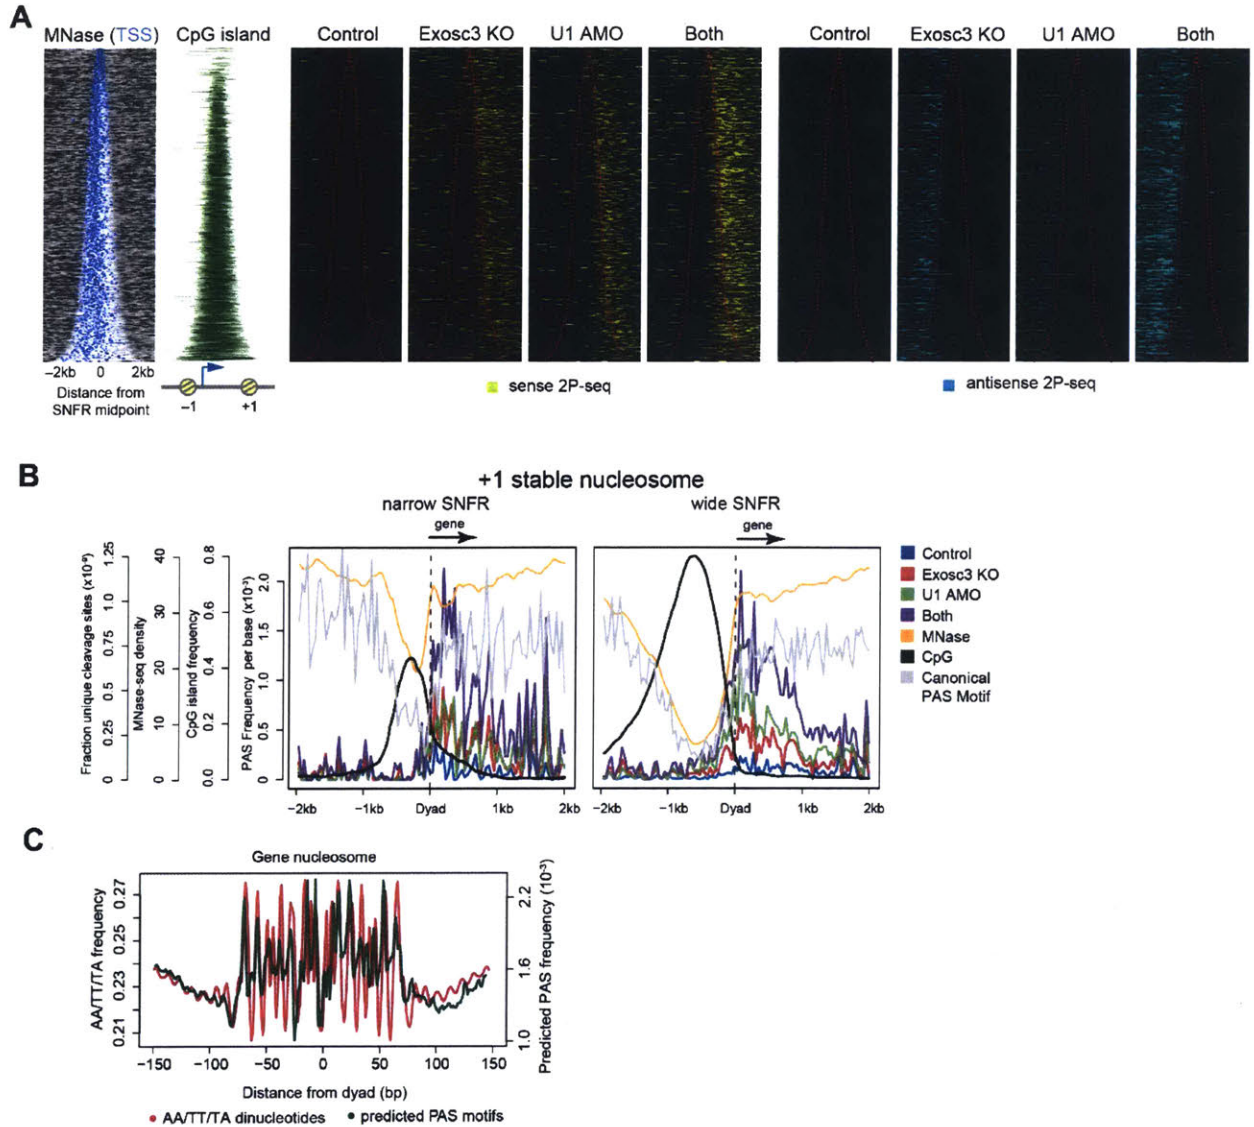 A
MNase (TSS) CpG island Control Exosc3 KO U1 AMO Both Control Exosc3 KO U1 AMO Both
−2kb 0 2kb
Distance from
SNFR midpoint
−1 +1
sense 2P-seq
antisense 2P-seq
B
+1 stable nucleosome
narrow SNFR
wide SNFR
gene
gene
Fraction unique cleavage sites (x10⁻⁹)
0 0.25 0.5 0.75 1.0 1.25
MNase-seq density
0 10 20 30 40
CpG island frequency
0.0 0.2 0.4 0.6 0.8
PAS Frequency per base (x10⁻³)
0 0.5 1.0 1.5 2.0
−2kb −1kb Dyad 1kb 2kb
−2kb −1kb Dyad 1kb 2kb
Control
Exosc3 KO
U1 AMO
Both
MNase
CpG
Canonical
PAS Motif
C
Gene nucleosome
AA/TT/TA frequency
0.21 0.23 0.25 0.27
Predicted PAS frequency (10⁻³)
1.0 1.6 2.2
−150 −100 −50 0 50 100 150
Distance from dyad (bp)
AA/TT/TA dinucleotides predicted PAS motifs